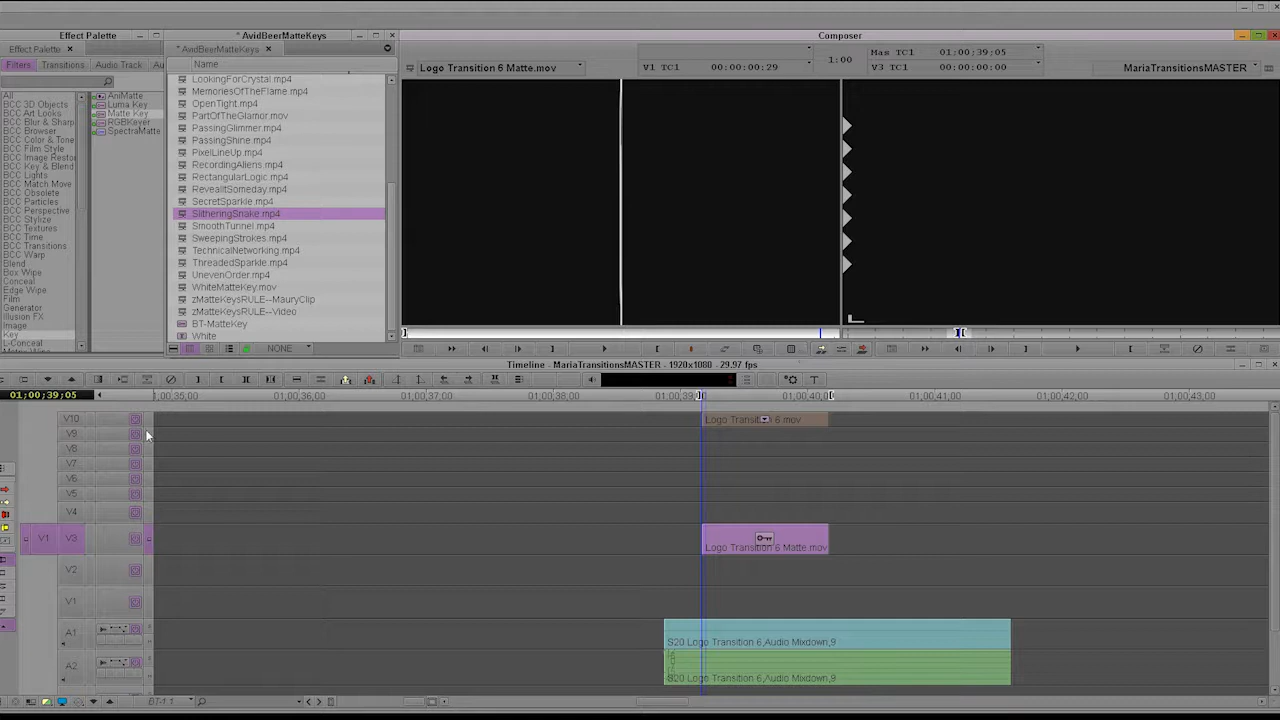 Effect Palette
* AvidBeerMatteKeys
Composer
Effect Palette
* AvidBeerMatteKeys
Filters
Transitions
Audio Track
Au
Name
Logo Transition 6 Matte.mov
V1 TC1
00:00:00:29
1:00
Mas TC1
01;00;39;05
V3 TC1
00:00:00:00
MariaTransitionsMASTER
All
BCC 3D Objects
BCC Art Looks
BCC Blur & Sharp
BCC Browser
BCC Color & Tone
BCC Film Style
BCC Image Restor
BCC Key & Blend
BCC Lights
BCC Match Move
BCC Obsolete
BCC Particles
BCC Perspective
BCC Stylize
BCC Textures
BCC Time
BCC Transitions
BCC Warp
Blend
Box Wipe
Conceal
Edge Wipe
Film
Generator
Illusion FX
Image
Key
L-Conceal
AniMatte
Luma Key
Matte Key
RGBKeyer
SpectraMatte
LookingForCrystal.mp4
MemoriesOfTheFlame.mp4
OpenTight.mp4
PartOfTheGlamor.mov
PassingGlimmer.mp4
PassingShine.mp4
PixelLineUp.mp4
RecordingAliens.mp4
RectangularLogic.mp4
RevealItSomeday.mp4
SecretSparkle.mp4
SlitheringSnake.mp4
SmoothTunnel.mp4
SweepingStrokes.mp4
TechnicalNetworking.mp4
ThreadedSparkle.mp4
UnevenOrder.mp4
WhiteMatteKey.mov
zMatteKeysRULE--MauryClip
zMatteKeysRULE--Video
BT-MatteKey
White
NONE
Timeline - MariaTransitionsMASTER - 1920x1080 - 29.97 fps
01;00;39;05
;00;35;00
01;00;36;00
01;00;37;00
01;00;38;00
01;00;39;
01;00;40;0
01;00;41;00
01;00;42;00
01;00;43;00
V10
Logo Transition 6 mov
V9
V8
V7
V6
V5
V4
V1
V3
Logo Transition 6 Matte.mov
V2
V1
A1
S20 Logo Transition 6,Audio Mixdown,9
A2
S20 Logo Transition 6,Audio Mixdown,9
BT-1.1